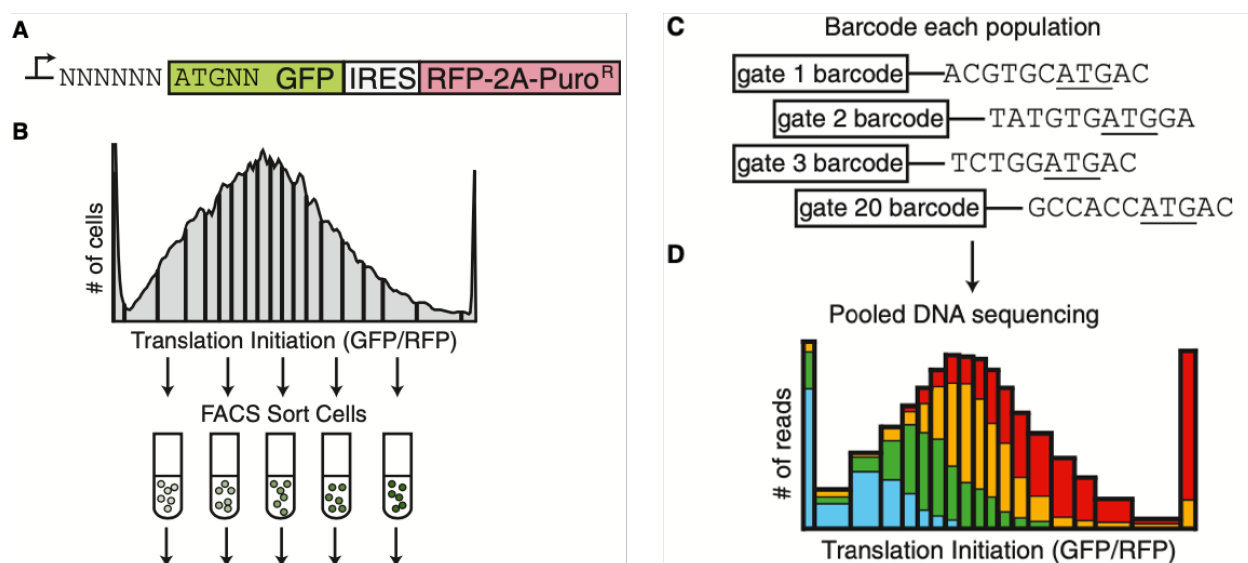 A
NNNNNN ATGNN GFP IRES RFP-2A-Puro^R
B
# of cells
Translation Initiation (GFP/RFP)
FACS Sort Cells
C
Barcode each population
gate 1 barcode ACGTGCATGAC
gate 2 barcode TATGTGATGGA
gate 3 barcode TCTGGATGAC
gate 20 barcode GCCACCATGAC
D
Pooled DNA sequencing
# of reads
Translation Initiation (GFP/RFP)